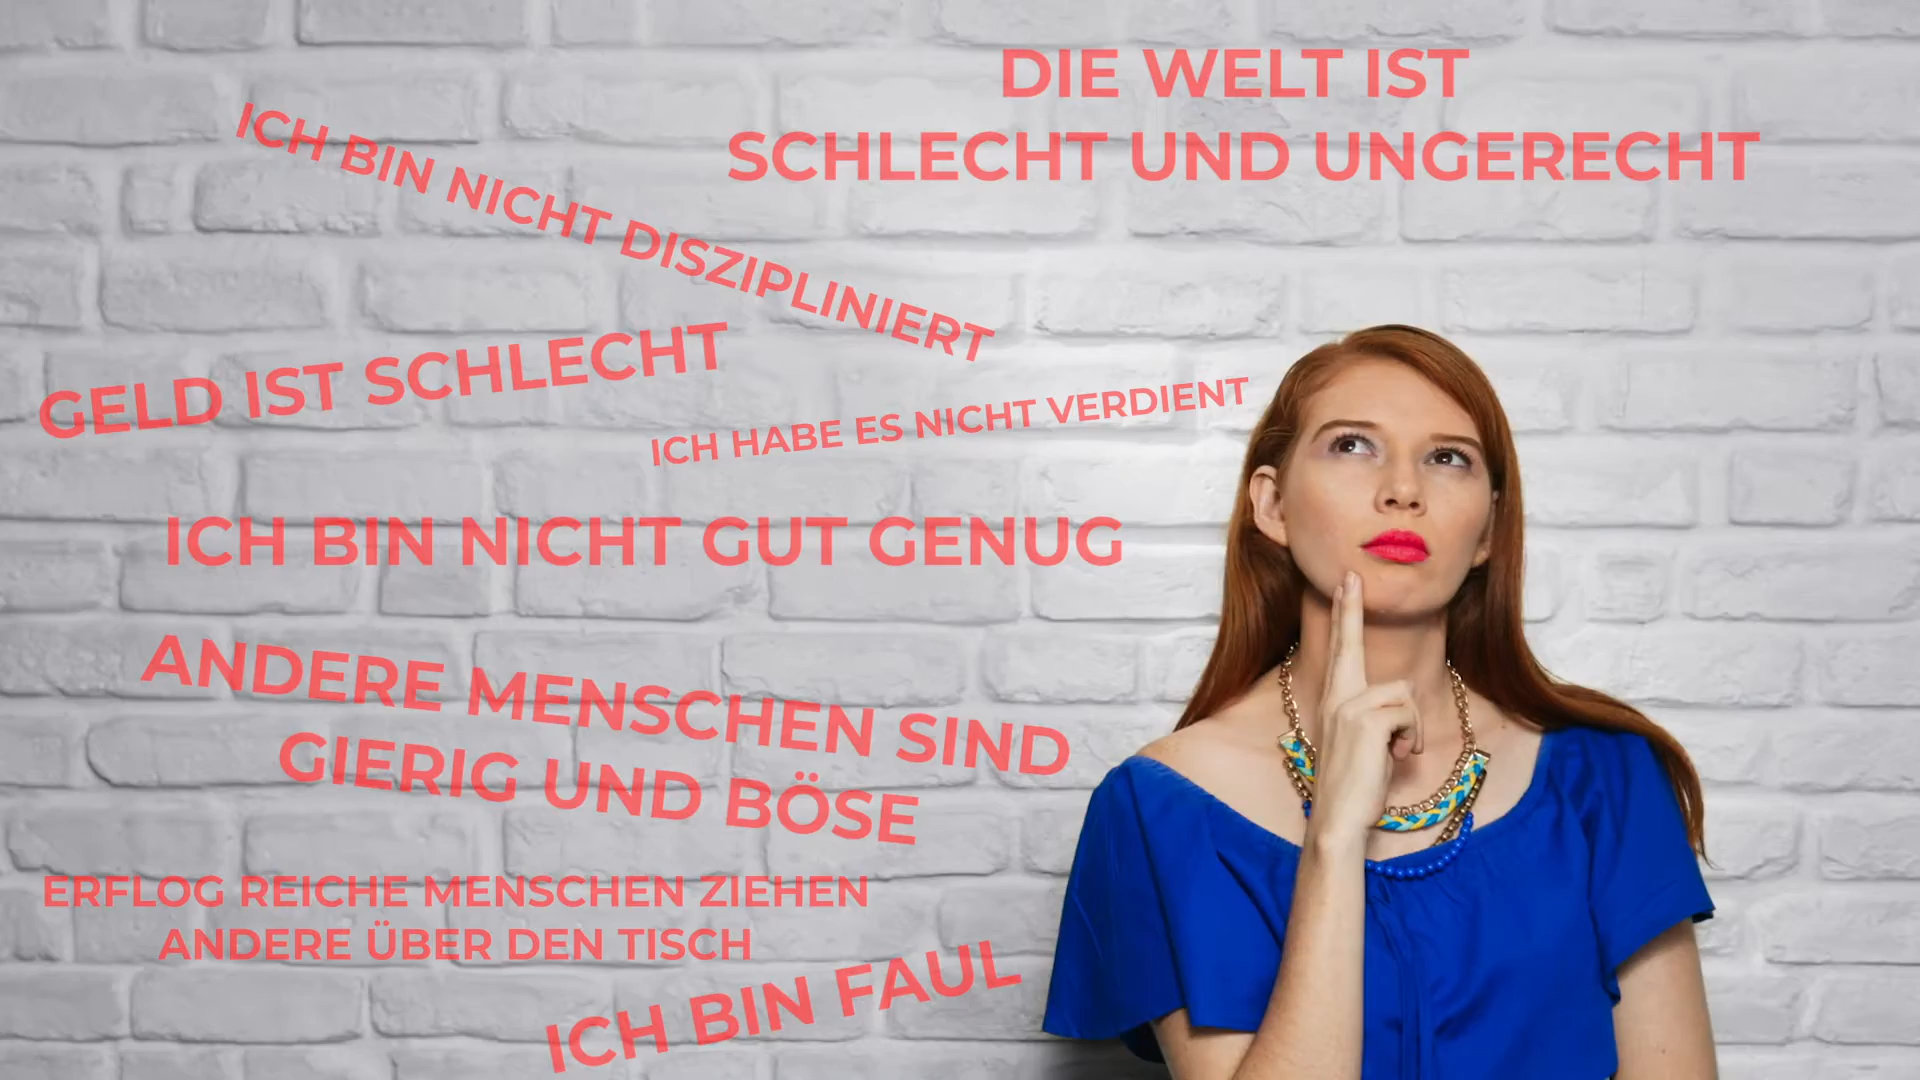 DIE WELT IST
SCHLECHT UND UNGERECHT
ICH BIN NICHT DISZIPLINIERT
GELD IST SCHLECHT
ICH HABE ES NICHT VERDIENT
ICH BIN NICHT GUT GENUG
ANDERE MENSCHEN SIND
GIERIG UND BÖSE
ERFLOG REICHE MENSCHEN ZIEHEN
ANDERE ÜBER DEN TISCH
ICH BIN FAUL